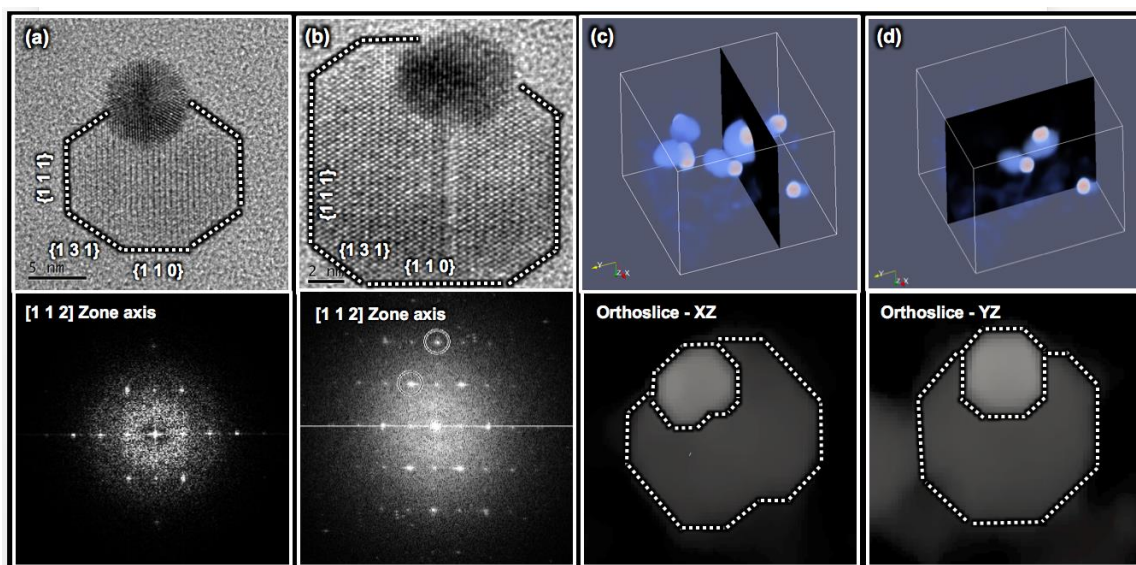 (a)
{1 1 1}
{1 3 1}
{1 1 0}
5 nm
(b)
{1 1 1}
{1 3 1}
{1 1 0}
2 nm
(c)
Y
Z
X
(d)
Y
Z
X
[1 1 2] Zone axis
[1 1 2] Zone axis
Orthoslice - XZ
Orthoslice - YZ